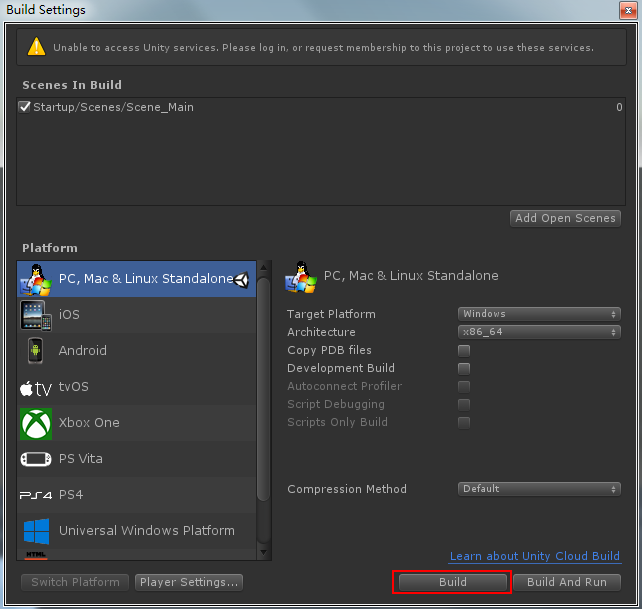 Build Settings
Unable to access Unity services. Please log in, or request membership to this project to use these services.
Scenes In Build
Startup/Scenes/Scene_Main 0
Add Open Scenes
Platform
PC, Mac & Linux Standalone
iOS
Android
tv tvOS
Xbox One
PS Vita
PS4 PS4
Universal Windows Platform
HTML
PC, Mac & Linux Standalone
Target Platform Windows
Architecture x86_64
Copy PDB files
Development Build
Autoconnect Profiler
Script Debugging
Scripts Only Build
Compression Method Default
Learn about Unity Cloud Build
Switch Platform Player Settings... Build Build And Run